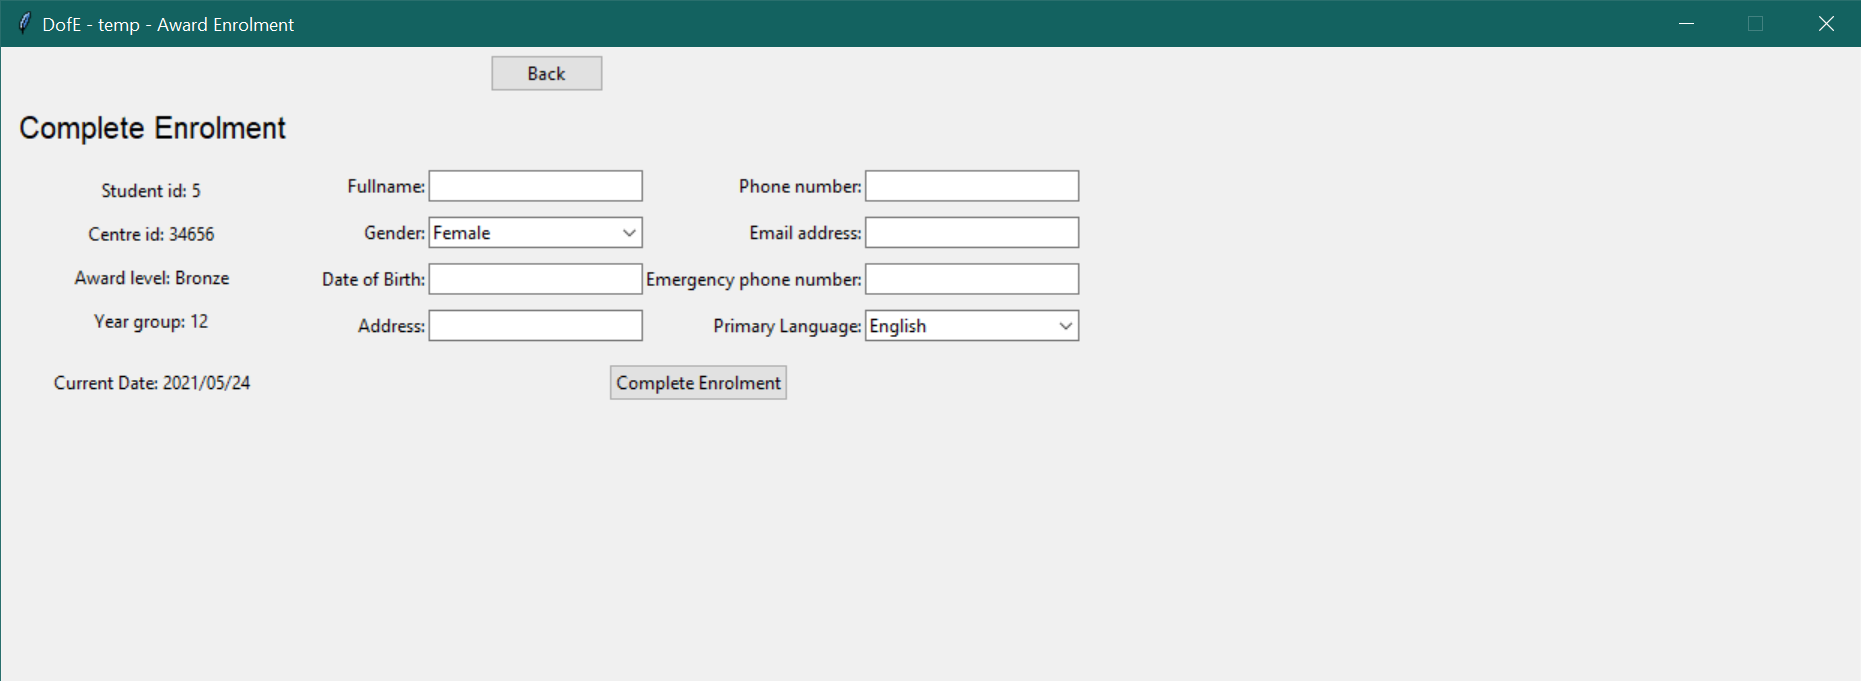 DofE - temp - Award Enrolment
Back
Complete Enrolment
Student id: 5
Centre id: 34656
Award level: Bronze
Year group: 12
Current Date: 2021/05/24
Fullname:
Gender: Female
Date of Birth:
Address:
Phone number:
Email address:
Emergency phone number:
Primary Language: English
Complete Enrolment